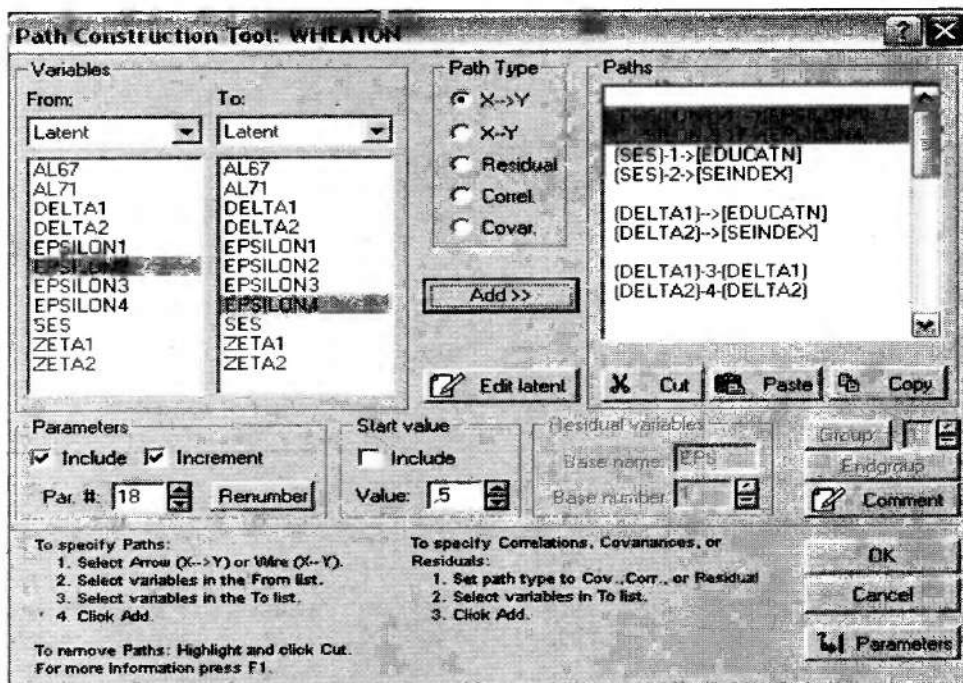 Path Construction Tool: WHEATON
Variables
From:
To:
Latent
Latent
AL67
AL71
DELTA1
DELTA2
EPSILON1
EPSILON2
EPSILON3
EPSILON4
SES
ZETA1
ZETA2
AL67
AL71
DELTA1
DELTA2
EPSILON1
EPSILON2
EPSILON3
EPSILON4
SES
ZETA1
ZETA2
Path Type
X-->Y
X--Y
Residual
Correl.
Covar.
Add >>
Edit latent
Paths
(SES)-1->[EDUCATN]
(SES)-2->[SEINDEX]
(DELTA1)-->[EDUCATN]
(DELTA2)-->[SEINDEX]
(DELTA1)-3-(DELTA1)
(DELTA2)-4-(DELTA2)
Cut
Paste
Copy
Parameters
Include
Increment
Par. #: 18
Renumber
Start value
Include
Value: .5
Residual variables
Base name: EPS
Base number: 1
Group: 1
Endgroup
Comment
To specify Paths:
1. Select Arrow (X-->Y) or Wire (X--Y).
2. Select variables in the From list.
3. Select variables in the To list.
4 Click Add.
To remove Paths: Highlight and click Cut.
For more information press F1.
To specify Correlations, Covariances, or
Residuals:
1. Set path type to Cov., Corr., or Residual
2. Select variables in To list.
3. Click Add.
OK
Cancel
Parameters